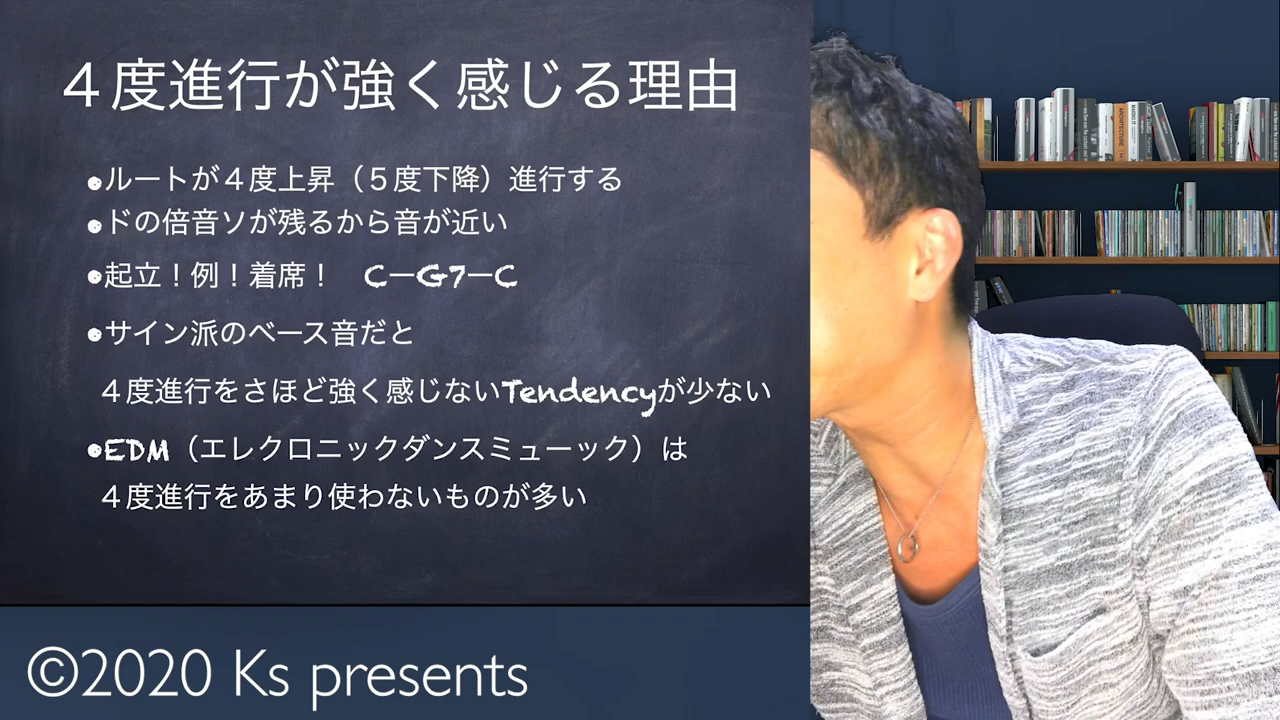 ４度進行が強く感じる理由
●ルートが４度上昇（５度下降）進行する
●ドの倍音ソが残るから音が近い
●起立！例！着席！　C－G7－C
●サイン派のベース音だと
４度進行をさほど強く感じないTendencyが少ない
●EDM（エレクロニックダンスミューック）は
４度進行をあまり使わないものが多い
©2020 Ks presents
ARCHITECTURE